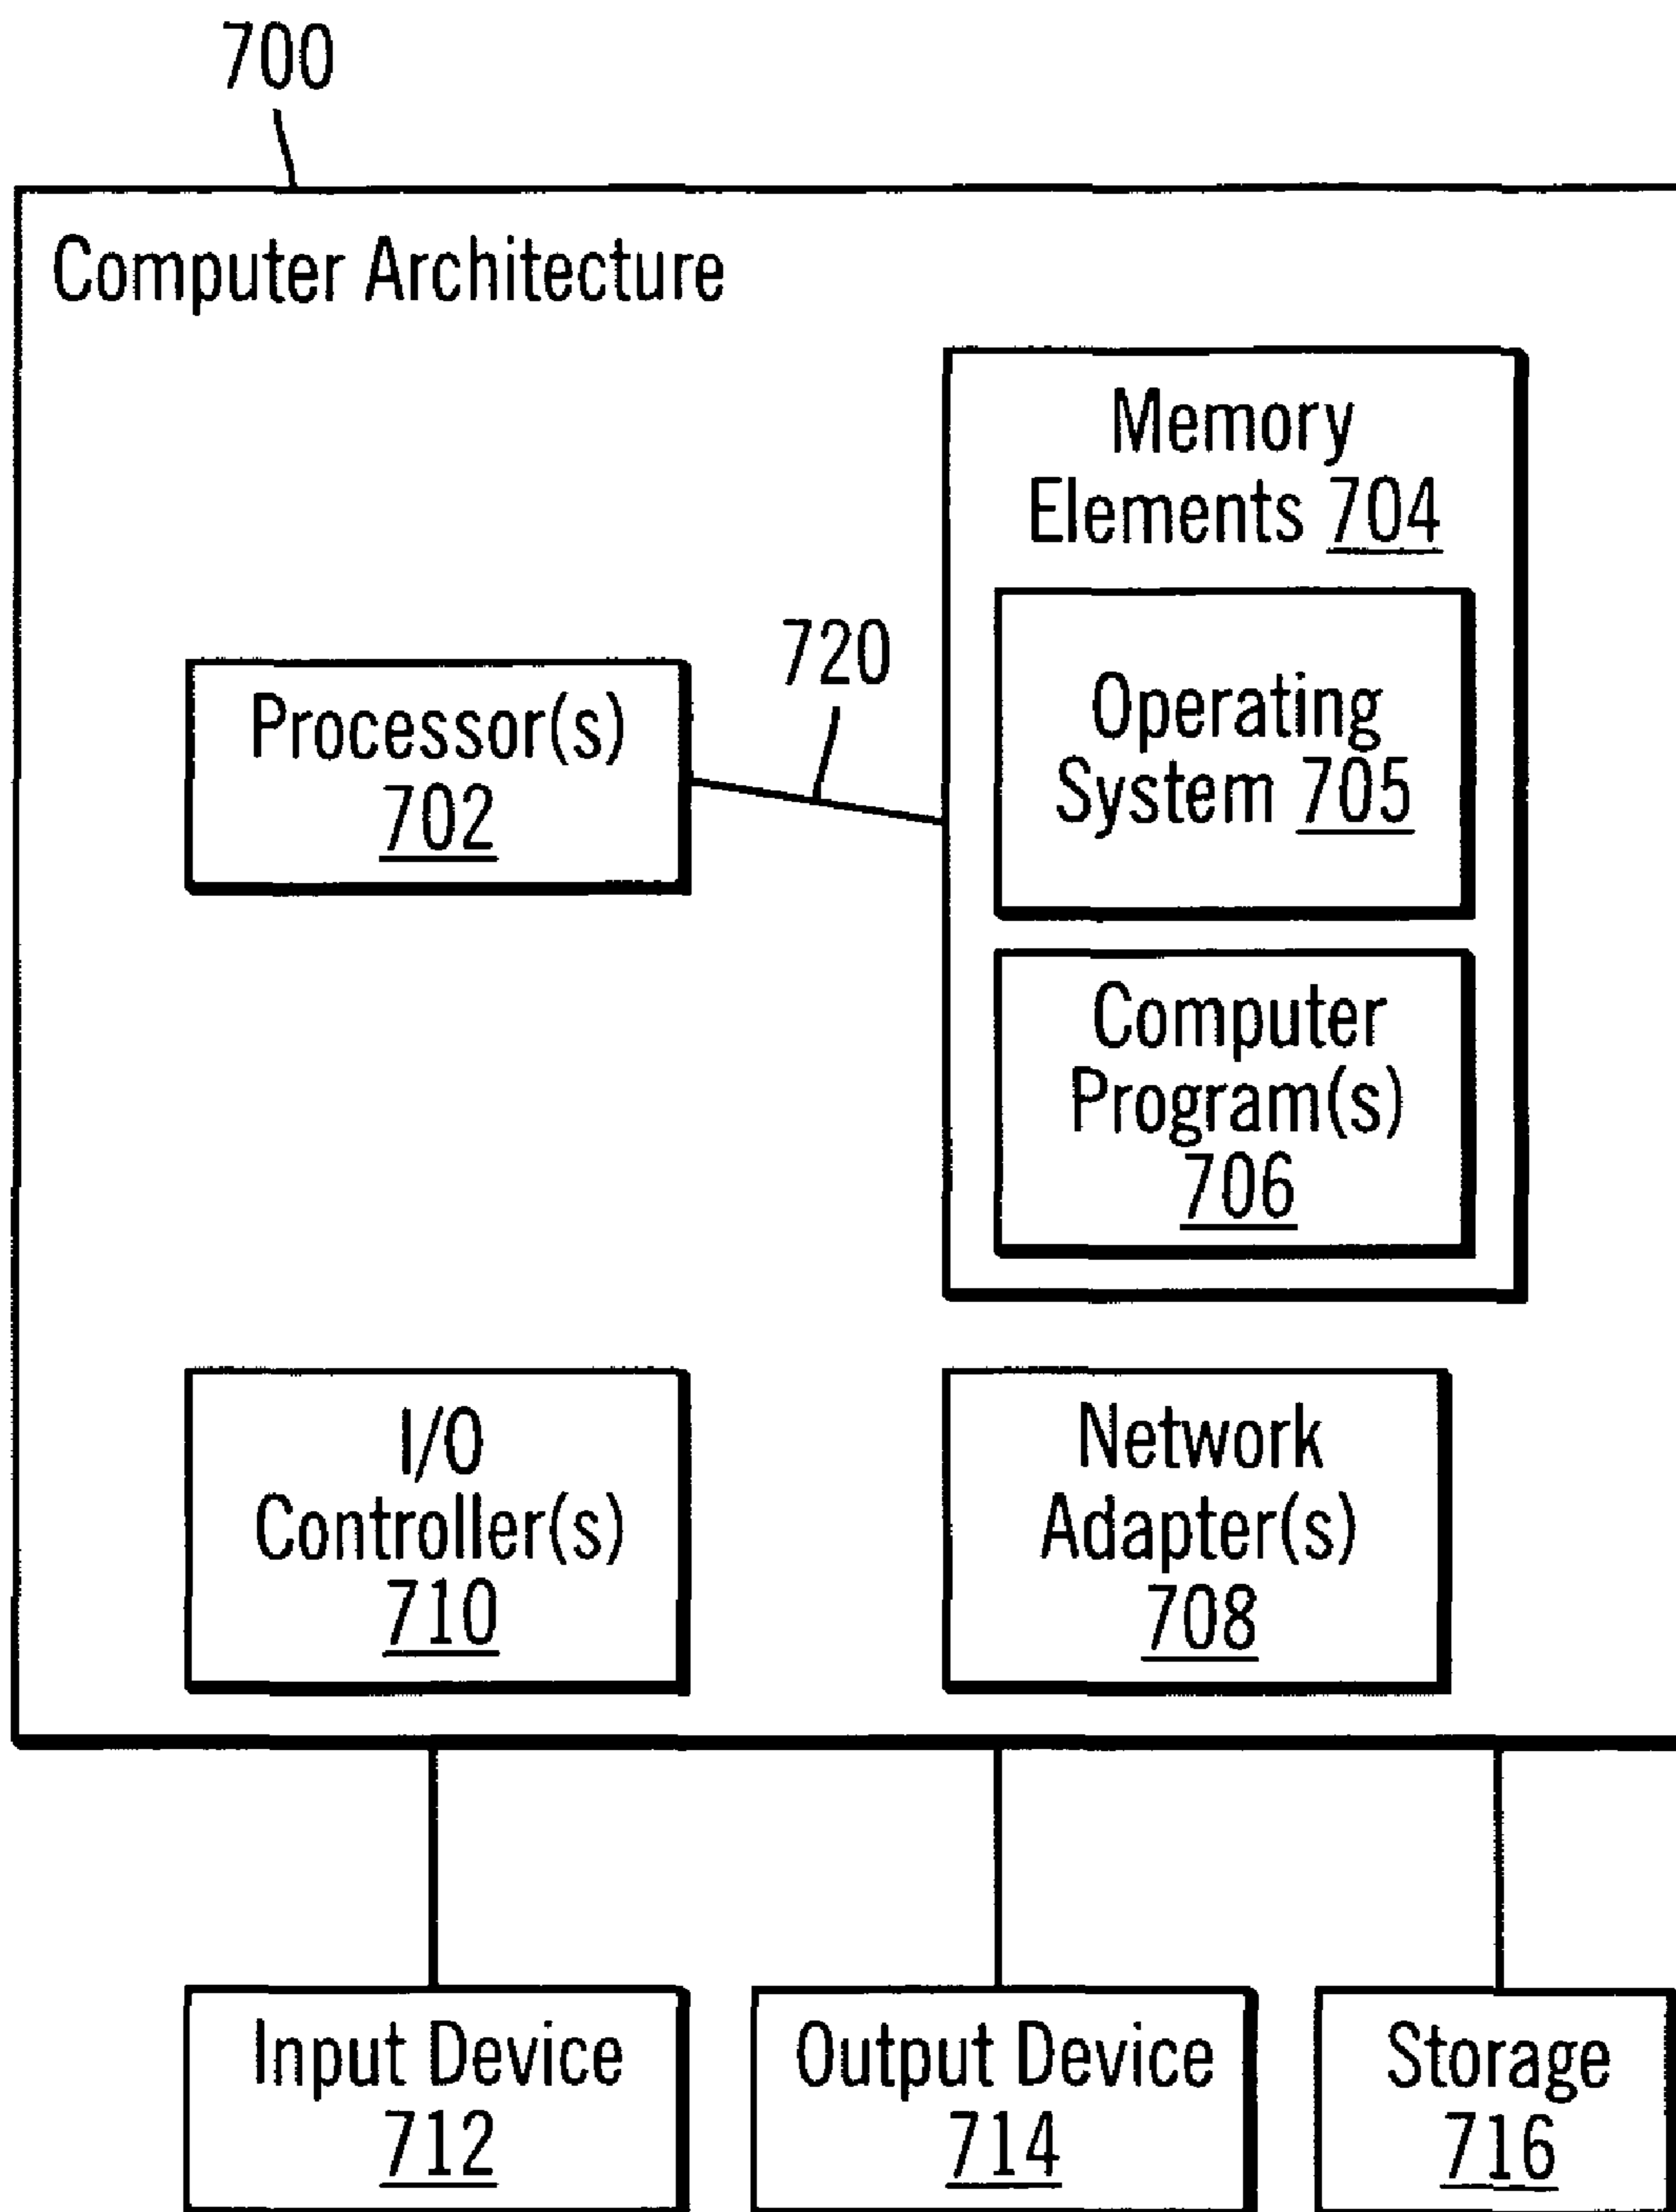 700
Computer Architecture
Memory
Elements 704
720
Processor(s)
702
Operating
System 705
Computer
Program(s)
706
I/O
Controller(s)
710
Network
Adapter(s)
708
Input Device
712
Output Device
714
Storage
716